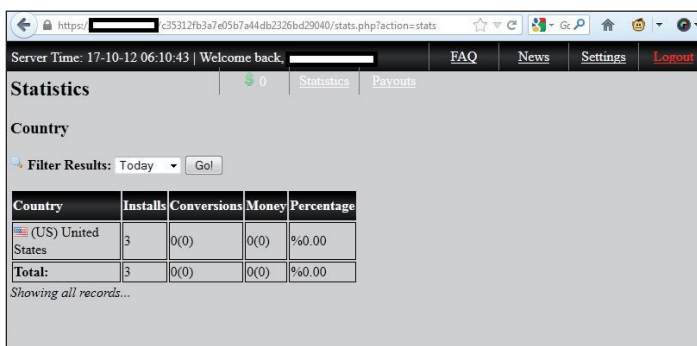 https:/ /c35312fb3a7e05b7a44db2326bd29040/stats.php?action=stats
Server Time: 17-10-12 06:10:43 | Welcome back, FAQ News Settings Logout
$ 0 Statistics Payouts
Statistics
Country
Filter Results: Today Go!
Country Installs Conversions Money Percentage
(US) United States 3 0(0) 0(0) %0.00
Total: 3 0(0) 0(0) %0.00
Showing all records...